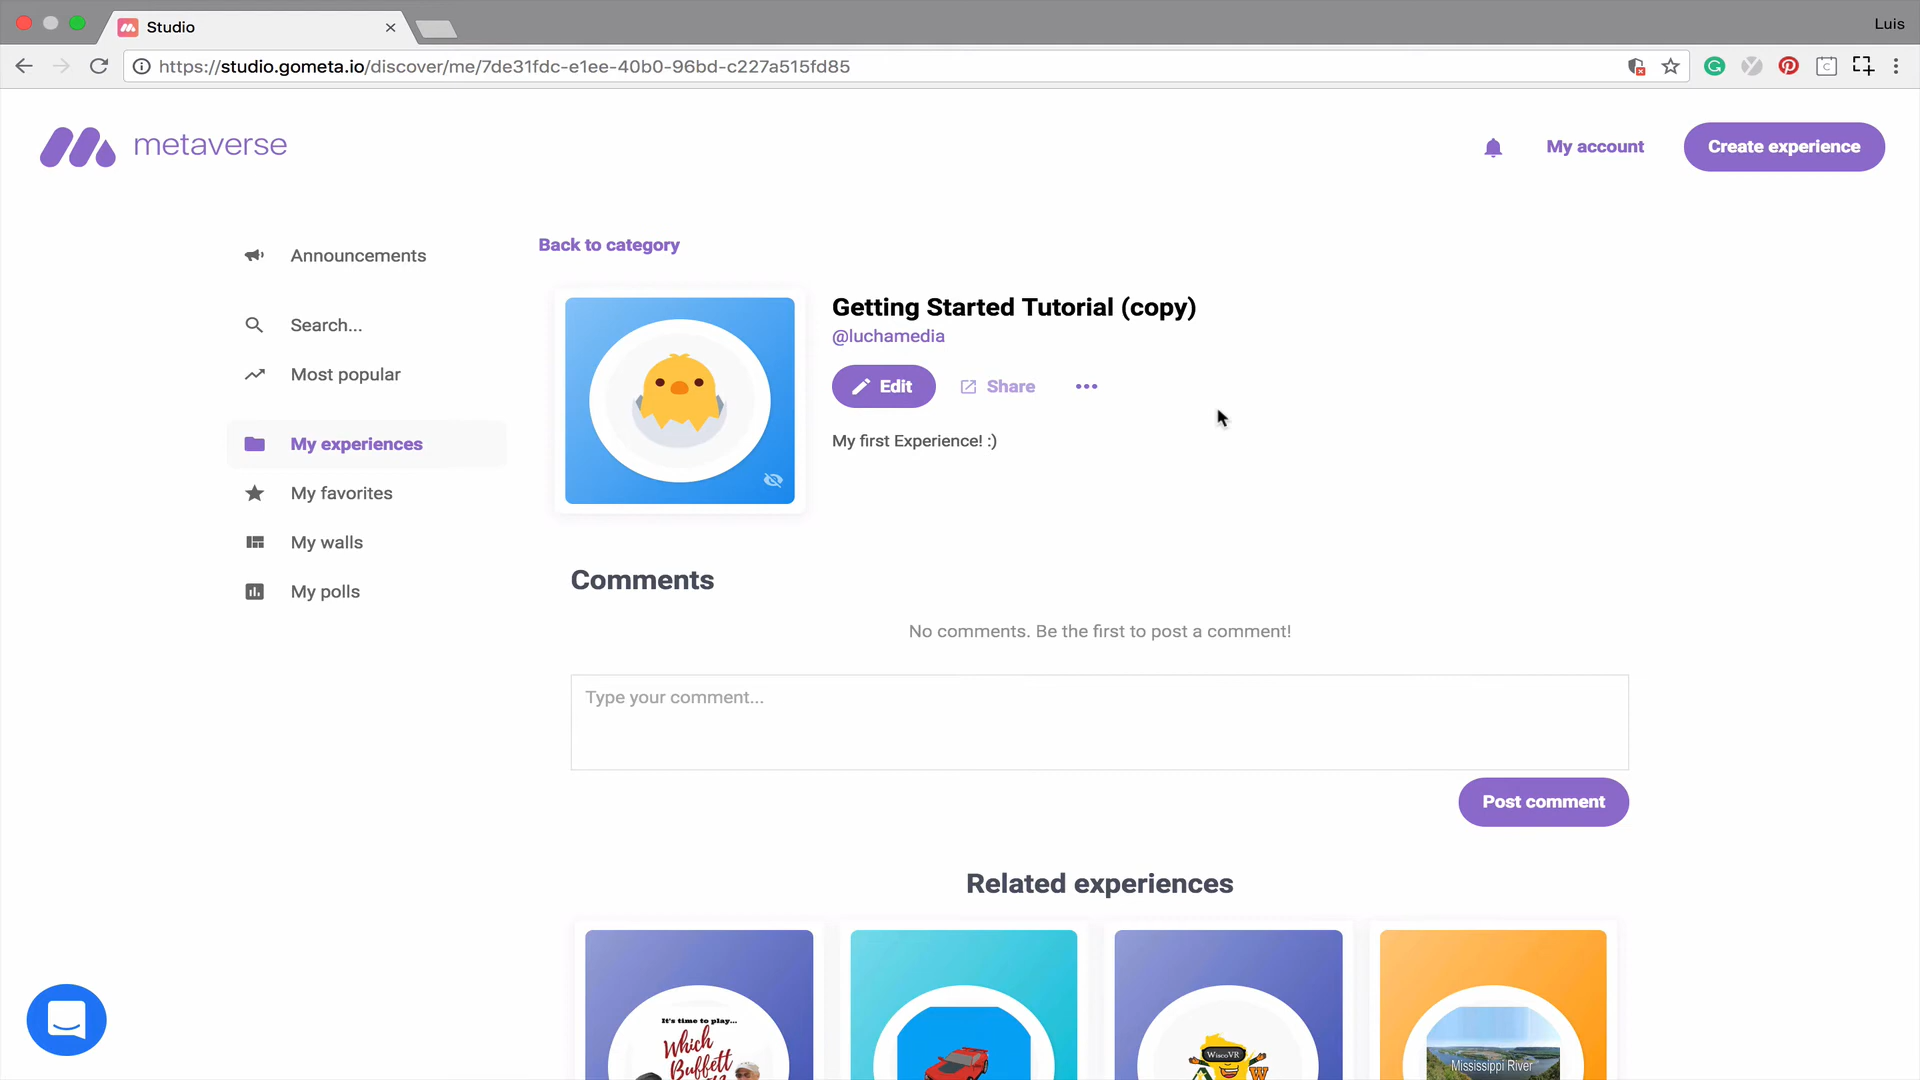 Studio
Luis
https://studio.gometa.io/discover/me/7de31fdc-e1ee-40b0-96bd-c227a515fd85
metaverse
My account
Create experience
Announcements
Search...
Most popular
My experiences
My favorites
My walls
My polls
Back to category
Getting Started Tutorial (copy)
@luchamedia
Edit
Share
My first Experience! :)
Comments
No comments. Be the first to post a comment!
Type your comment...
Post comment
Related experiences
It's time to play...
Which
Buffett
WiscoVR
W
Mississippi River